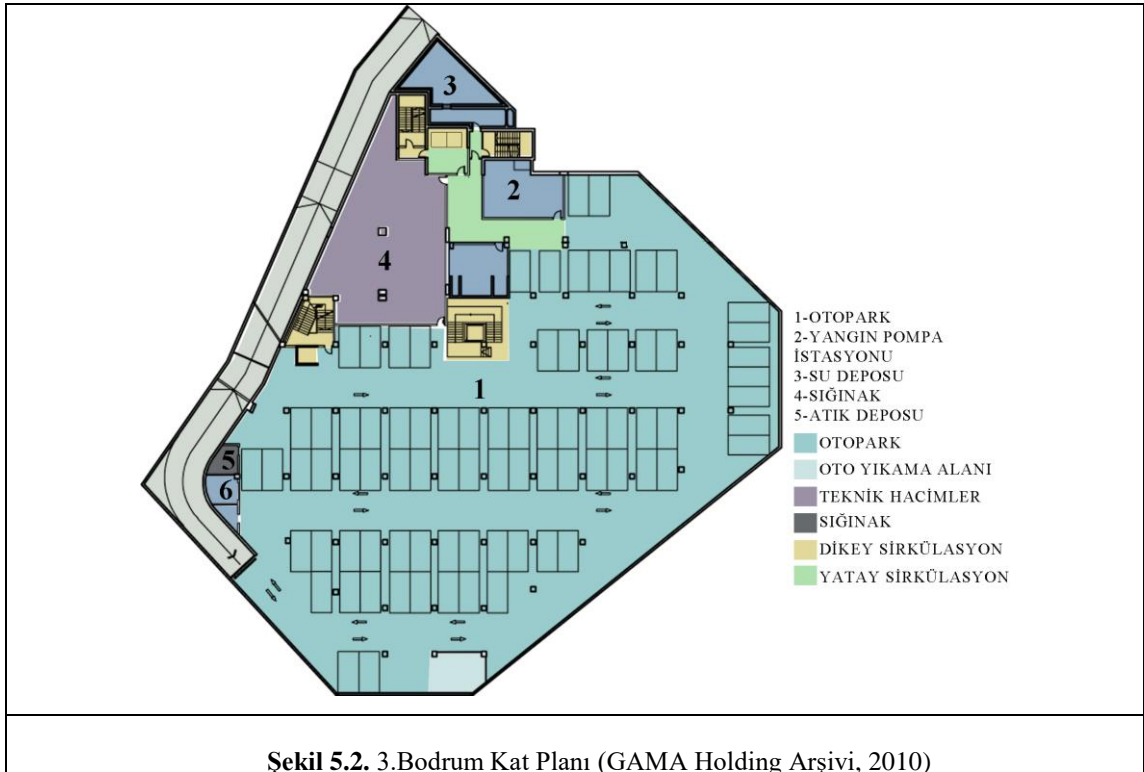 3
2
4
1
5
6
1-OTOPARK
2-YANGIN POMPA
İSTASYONU
3-SU DEPOSU
4-SIĞINAK
5-ATIK DEPOSU
OTOPARK
OTO YIKAMA ALANI
TEKNİK HACİMLER
SIĞINAK
DİKEY SİRKÜLASYON
YATAY SİRKÜLASYON
Şekil 5.2. 3.Bodrum Kat Planı (GAMA Holding Arşivi, 2010)